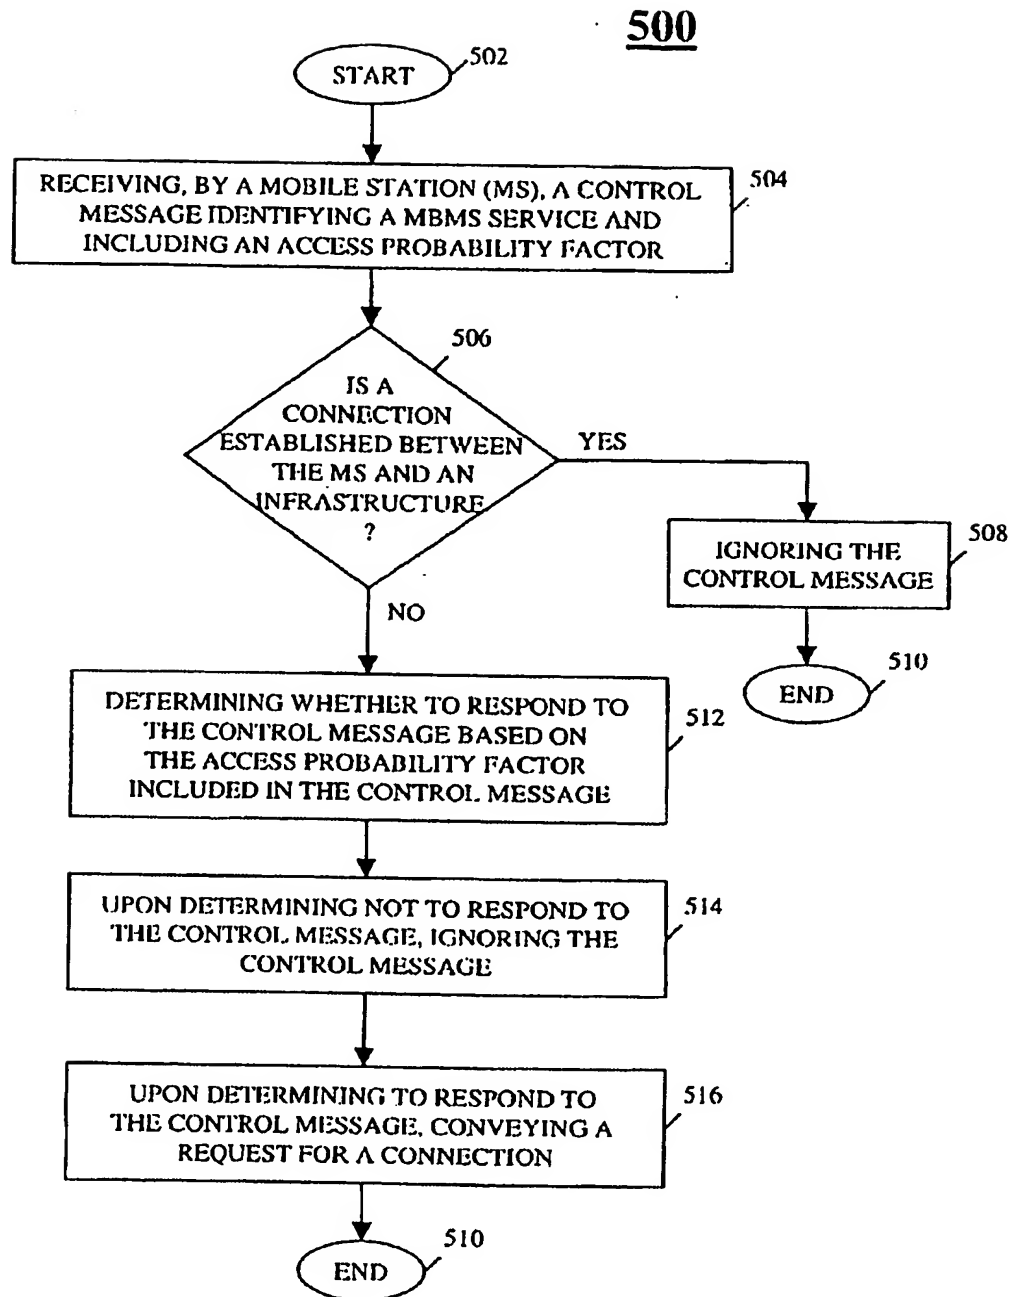 500
START
502
RECEIVING, BY A MOBILE STATION (MS), A CONTROL
MESSAGE IDENTIFYING A MBMS SERVICE AND
INCLUDING AN ACCESS PROBABILITY FACTOR
504
506
IS A
CONNECTION
ESTABLISHED BETWEEN
THE MS AND AN
INFRASTRUCTURE
?
YES
NO
IGNORING THE
CONTROL MESSAGE
508
END
510
DETERMINING WHETHER TO RESPOND TO
THE CONTROL MESSAGE BASED ON
THE ACCESS PROBABILITY FACTOR
INCLUDED IN THE CONTROL MESSAGE
512
UPON DETERMINING NOT TO RESPOND TO
THE CONTROL MESSAGE, IGNORING THE
CONTROL MESSAGE
514
UPON DETERMINING TO RESPOND TO
THE CONTROL MESSAGE, CONVEYING A
REQUEST FOR A CONNECTION
516
END
510